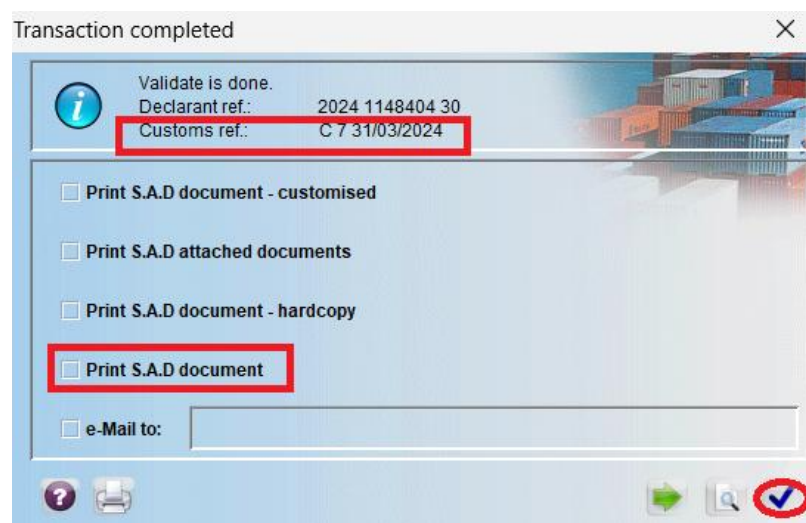 Transaction completed
Validate is done.
Declarant ref.: 2024 1148404 30
Customs ref.: C 7 31/03/2024
Print S.A.D document - customised
Print S.A.D attached documents
Print S.A.D document - hardcopy
Print S.A.D document
e-Mail to: